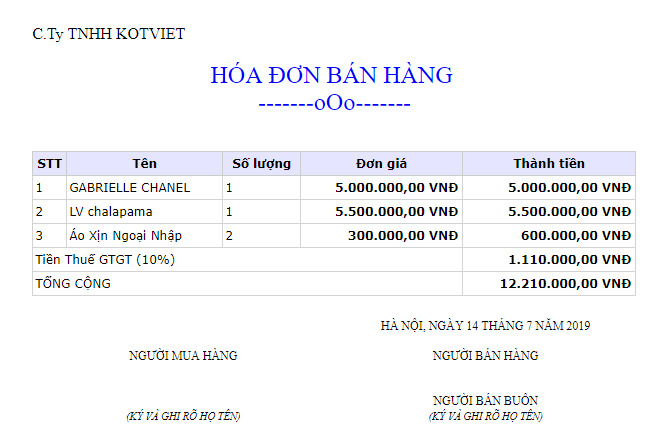 C.Ty TNHH KOTVIET
HÓA ĐƠN BÁN HÀNG
-------oOo-------
STT Tên Số lượng Đơn giá Thành tiền
1 GABRIELLE CHANEL 1 5.000.000,00 VNĐ 5.000.000,00 VNĐ
2 LV chalapama 1 5.500.000,00 VNĐ 5.500.000,00 VNĐ
3 Áo Xịn Ngoại Nhập 2 300.000,00 VNĐ 600.000,00 VNĐ
Tiền Thuế GTGT (10%) 1.110.000,00 VNĐ
TỔNG CỘNG 12.210.000,00 VNĐ
HÀ NỘI, NGÀY 14 THÁNG 7 NĂM 2019
NGƯỜI MUA HÀNG NGƯỜI BÁN HÀNG
NGƯỜI BÁN BUÔN
(KÝ VÀ GHI RÕ HỌ TÊN) (KÝ VÀ GHI RÕ HỌ TÊN)